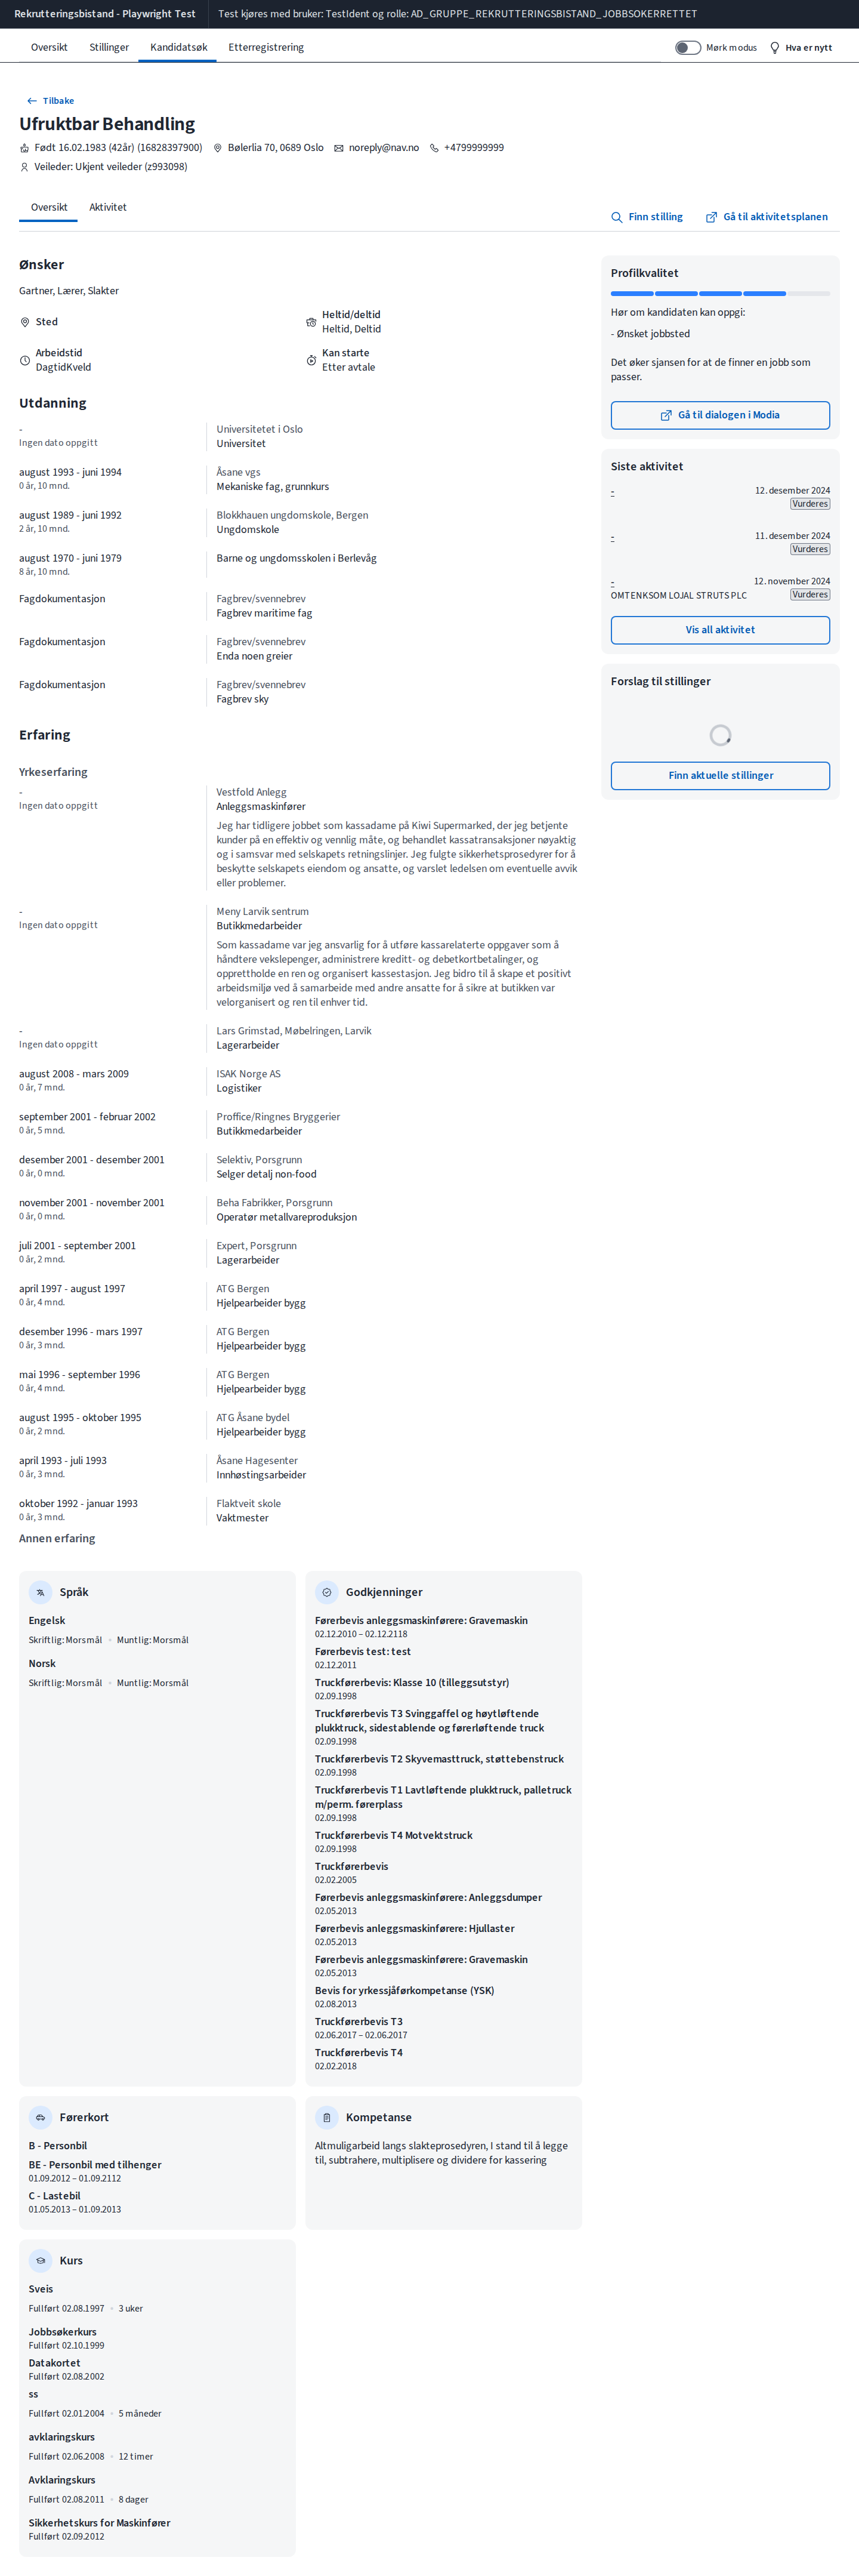 Rekrutteringsbistand - Playwright Test
Test kjøres med bruker: TestIdent og rolle: AD_GRUPPE_REKRUTTERINGSBISTAND_JOBBSOKERRETTET
Oversikt
Stillinger
Kandidatsøk
Etterregistrering
Mørk modus
Hva er nytt
Tilbake
Ufruktbar Behandling
Født 16.02.1983 (42år) (16828397900)
Bølerlia 70, 0689 Oslo
noreply@nav.no
+4799999999
Veileder: Ukjent veileder (z993098)
Oversikt
Aktivitet
Finn stilling
Gå til aktivitetsplanen
Ønsker
Gartner, Lærer, Slakter
Sted
Heltid/deltid
Heltid, Deltid
Arbeidstid
DagtidKveld
Kan starte
Etter avtale
Utdanning
-
Ingen dato oppgitt
Universitetet i Oslo
Universitet
august 1993 - juni 1994
0 år, 10 mnd.
Åsane vgs
Mekaniske fag, grunnkurs
august 1989 - juni 1992
2 år, 10 mnd.
Blokkhauen ungdomskole, Bergen
Ungdomskole
august 1970 - juni 1979
8 år, 10 mnd.
Barne og ungdomsskolen i Berlevåg
Fagdokumentasjon
Fagbrev/svennebrev
Fagbrev maritime fag
Fagdokumentasjon
Fagbrev/svennebrev
Enda noen greier
Fagdokumentasjon
Fagbrev/svennebrev
Fagbrev sky
Erfaring
Yrkeserfaring
-
Ingen dato oppgitt
Vestfold Anlegg
Anleggsmaskinfører
Jeg har tidligere jobbet som kassadame på Kiwi Supermarked, der jeg betjente
kunder på en effektiv og vennlig måte, og behandlet kassatransaksjoner nøyaktig
og i samsvar med selskapets retningslinjer. Jeg fulgte sikkerhetsprosedyrer for å
beskytte selskapets eiendom og ansatte, og varslet ledelsen om eventuelle avvik
eller problemer.
-
Ingen dato oppgitt
Meny Larvik sentrum
Butikkmedarbeider
Som kassadame var jeg ansvarlig for å utføre kassarelaterte oppgaver som å
håndtere vekslepenger, administrere kreditt- og debetkortbetalinger, og
opprettholde en ren og organisert kassestasjon. Jeg bidro til å skape et positivt
arbeidsmiljø ved å samarbeide med andre ansatte for å sikre at butikken var
velorganisert og ren til enhver tid.
-
Ingen dato oppgitt
Lars Grimstad, Møbelringen, Larvik
Lagerarbeider
august 2008 - mars 2009
0 år, 7 mnd.
ISAK Norge AS
Logistiker
september 2001 - februar 2002
0 år, 5 mnd.
Proffice/Ringnes Bryggerier
Butikkmedarbeider
desember 2001 - desember 2001
0 år, 0 mnd.
Selektiv, Porsgrunn
Selger detalj non-food
november 2001 - november 2001
0 år, 0 mnd.
Beha Fabrikker, Porsgrunn
Operatør metallvareproduksjon
juli 2001 - september 2001
0 år, 2 mnd.
Expert, Porsgrunn
Lagerarbeider
april 1997 - august 1997
0 år, 4 mnd.
ATG Bergen
Hjelpearbeider bygg
desember 1996 - mars 1997
0 år, 3 mnd.
ATG Bergen
Hjelpearbeider bygg
mai 1996 - september 1996
0 år, 4 mnd.
ATG Bergen
Hjelpearbeider bygg
august 1995 - oktober 1995
0 år, 2 mnd.
ATG Åsane bydel
Hjelpearbeider bygg
april 1993 - juli 1993
0 år, 3 mnd.
Åsane Hagesenter
Innhøstingsarbeider
oktober 1992 - januar 1993
0 år, 3 mnd.
Flaktveit skole
Vaktmester
Annen erfaring
Språk
Engelsk
Skriftlig: Morsmål
Muntlig: Morsmål
Norsk
Skriftlig: Morsmål
Muntlig: Morsmål
Godkjenninger
Førerbevis anleggsmaskinførere: Gravemaskin
02.12.2010 – 02.12.2118
Førerbevis test: test
02.12.2011
Truckførerbevis: Klasse 10 (tilleggsutstyr)
02.09.1998
Truckførerbevis T3 Svinggaffel og høytløftende
plukktruck, sidestablende og førerløftende truck
02.09.1998
Truckførerbevis T2 Skyvemasttruck, støttebenstruck
02.09.1998
Truckførerbevis T1 Lavtløftende plukktruck, palletruck
m/perm. førerplass
02.09.1998
Truckførerbevis T4 Motvektstruck
02.09.1998
Truckførerbevis
02.02.2005
Førerbevis anleggsmaskinførere: Anleggsdumper
02.05.2013
Førerbevis anleggsmaskinførere: Hjullaster
02.05.2013
Førerbevis anleggsmaskinførere: Gravemaskin
02.05.2013
Bevis for yrkessjåførkompetanse (YSK)
02.08.2013
Truckførerbevis T3
02.06.2017 – 02.06.2017
Truckførerbevis T4
02.02.2018
Førerkort
B - Personbil
BE - Personbil med tilhenger
01.09.2012 – 01.09.2112
C - Lastebil
01.05.2013 – 01.09.2013
Kompetanse
Altmuligarbeid langs slakteprosedyren, I stand til å legge
til, subtrahere, multiplisere og dividere for kassering
Kurs
Sveis
Fullført 02.08.1997
3 uker
Jobbsøkerkurs
Fullført 02.10.1999
Datakortet
Fullført 02.08.2002
ss
Fullført 02.01.2004
5 måneder
avklaringskurs
Fullført 02.06.2008
12 timer
Avklaringskurs
Fullført 02.08.2011
8 dager
Sikkerhetskurs for Maskinfører
Fullført 02.09.2012
Profilkvalitet
Hør om kandidaten kan oppgi:
- Ønsket jobbsted
Det øker sjansen for at de finner en jobb som
passer.
Gå til dialogen i Modia
Siste aktivitet
-
12. desember 2024
Vurderes
-
11. desember 2024
Vurderes
-
12. november 2024
OMTENKSOM LOJAL STRUTS PLC
Vurderes
Vis all aktivitet
Forslag til stillinger
Finn aktuelle stillinger